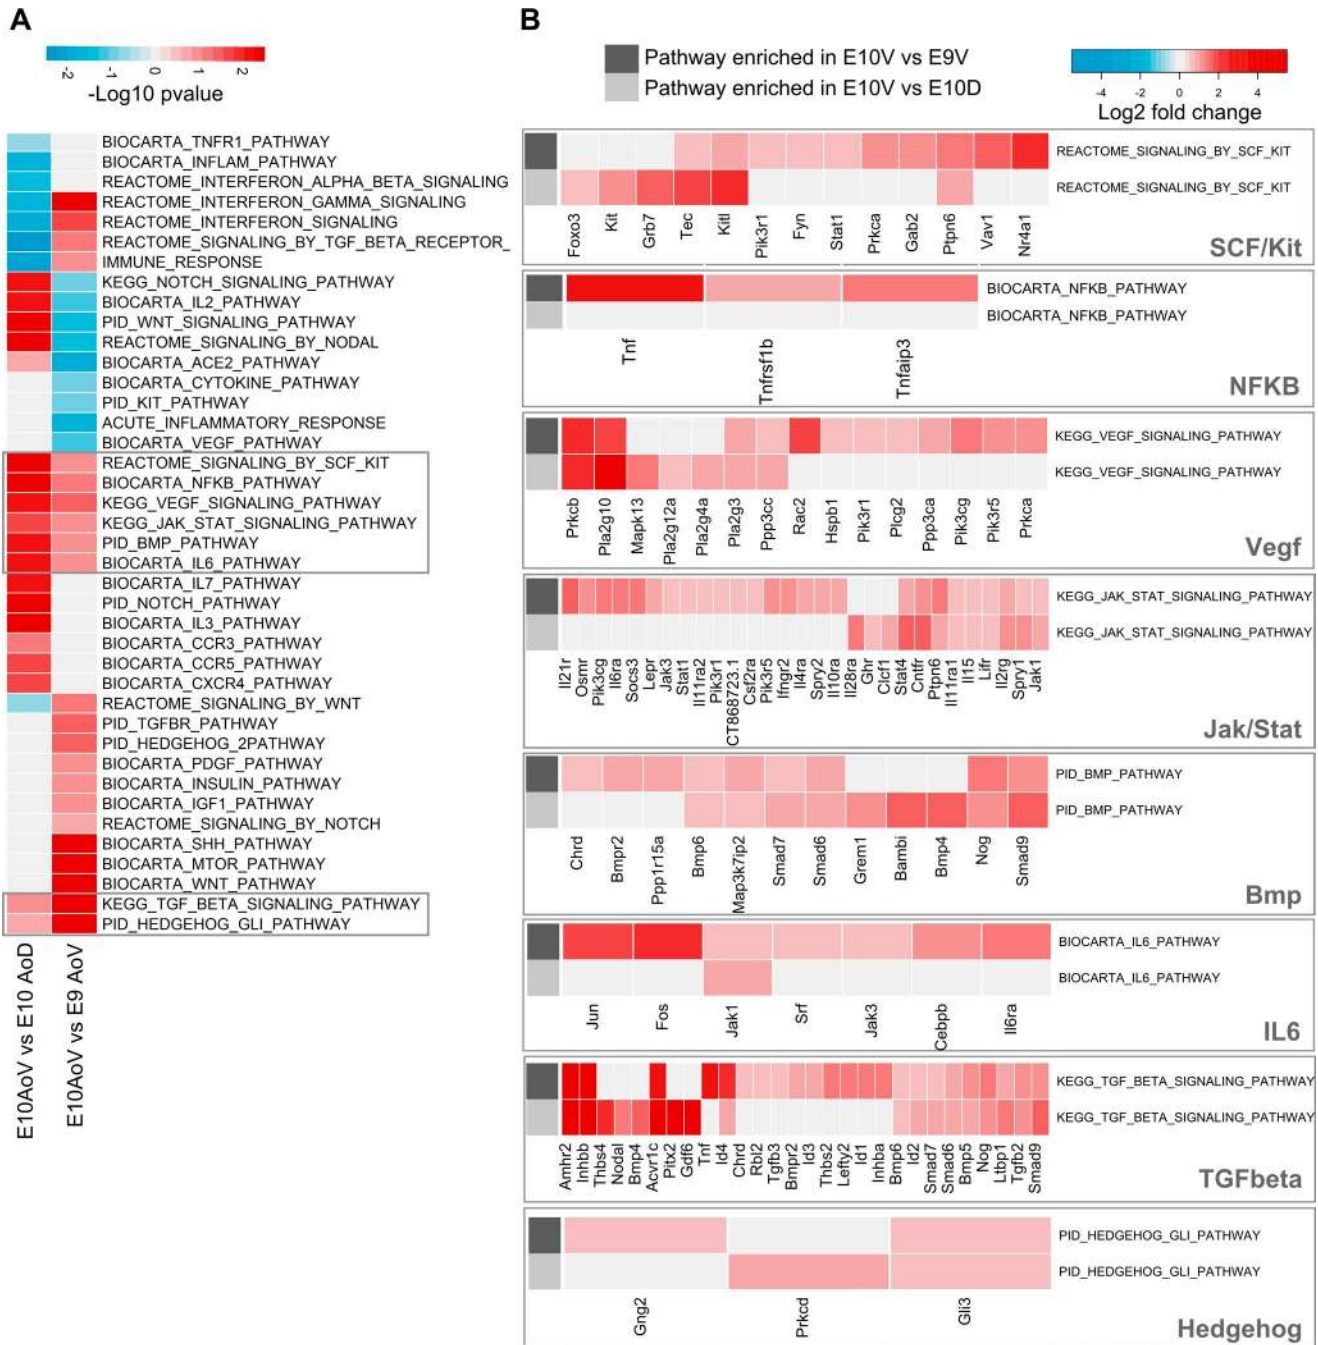 A
-2 -1 0 1 2
-Log10 pvalue
BIOCARTA_TNFR1_PATHWAY
BIOCARTA_INFLAM_PATHWAY
REACTOME_INTERFERON_ALPHA_BETA_SIGNALING
REACTOME_INTERFERON_GAMMA_SIGNALING
REACTOME_INTERFERON_SIGNALING
REACTOME_SIGNALING_BY_TGF_BETA_RECEPTOR_
IMMUNE_RESPONSE
KEGG_NOTCH_SIGNALING_PATHWAY
BIOCARTA_IL2_PATHWAY
PID_WNT_SIGNALING_PATHWAY
REACTOME_SIGNALING_BY_NODAL
BIOCARTA_ACE2_PATHWAY
BIOCARTA_CYTOKINE_PATHWAY
PID_KIT_PATHWAY
ACUTE_INFLAMMATORY_RESPONSE
BIOCARTA_VEGF_PATHWAY
REACTOME_SIGNALING_BY_SCF_KIT
BIOCARTA_NFKB_PATHWAY
KEGG_VEGF_SIGNALING_PATHWAY
KEGG_JAK_STAT_SIGNALING_PATHWAY
PID_BMP_PATHWAY
BIOCARTA_IL6_PATHWAY
BIOCARTA_IL7_PATHWAY
PID_NOTCH_PATHWAY
BIOCARTA_IL3_PATHWAY
BIOCARTA_CCR3_PATHWAY
BIOCARTA_CCR5_PATHWAY
BIOCARTA_CXCR4_PATHWAY
REACTOME_SIGNALING_BY_WNT
PID_TGFBR_PATHWAY
PID_HEDGEHOG_2PATHWAY
BIOCARTA_PDGF_PATHWAY
BIOCARTA_INSULIN_PATHWAY
BIOCARTA_IGF1_PATHWAY
REACTOME_SIGNALING_BY_NOTCH
BIOCARTA_SHH_PATHWAY
BIOCARTA_MTOR_PATHWAY
BIOCARTA_WNT_PATHWAY
KEGG_TGF_BETA_SIGNALING_PATHWAY
PID_HEDGEHOG_GLI_PATHWAY
E10AoV vs E10 AoD
E10AoV vs E9 AoV
B
Pathway enriched in E10V vs E9V
Pathway enriched in E10V vs E10D
-4 -2 0 2 4
Log2 fold change
REACTOME_SIGNALING_BY_SCF_KIT
REACTOME_SIGNALING_BY_SCF_KIT
Foxo3 Kit Grb7 Tec Kitl Pik3r1 Fyn Stat1 Prkca Gab2 Ptpn6 Vav1 Nr4a1
SCF/Kit
BIOCARTA_NFKB_PATHWAY
BIOCARTA_NFKB_PATHWAY
Tnf Tnfrsf1b Tnfaip3
NFKB
KEGG_VEGF_SIGNALING_PATHWAY
KEGG_VEGF_SIGNALING_PATHWAY
Prkcb Pla2g10 Mapk13 Pla2g12a Pla2g4a Pla2g3 Ppp3cc Rac2 Hspb1 Pik3r1 Plcg2 Ppp3ca Pik3cg Pik3r5 Prkca
Vegf
KEGG_JAK_STAT_SIGNALING_PATHWAY
KEGG_JAK_STAT_SIGNALING_PATHWAY
Il21r Osmr Pik3cg Il6ra Socs3 Lepr Jak3 Stat1 Il11ra2 Pik3r1 CT868723.1 Csf2ra Pik3r5 Ifngr2 Il4ra Spry2 Il10ra Il28ra Ghr Clcf1 Stat4 Cntfr Ptpn6 Il11ra1 Il15 Lifr Il2rg Spry1 Jak1
Jak/Stat
PID_BMP_PATHWAY
PID_BMP_PATHWAY
Chrd Bmpr2 Ppp1r15a Bmp6 Map3k7ip2 Smad7 Smad6 Grem1 Bambi Bmp4 Nog Smad9
Bmp
BIOCARTA_IL6_PATHWAY
BIOCARTA_IL6_PATHWAY
Jun Fos Jak1 Srf Jak3 Cebpb Il6ra
IL6
KEGG_TGF_BETA_SIGNALING_PATHWAY
KEGG_TGF_BETA_SIGNALING_PATHWAY
Amhr2 Inhbb Thbs4 Nodal Bmp4 Acvr1c Pitx2 Gdf6 Tnf Id4 Chrd Rbl2 Tgfb3 Bmpr2 Id3 Thbs2 Lefty2 Id1 Inhba Bmp6 Id2 Smad7 Smad6 Bmp5 Nog Ltbp1 Tgfb2 Smad9
TGFbeta
PID_HEDGEHOG_GLI_PATHWAY
PID_HEDGEHOG_GLI_PATHWAY
Gng2 Prkcd Gli3
Hedgehog